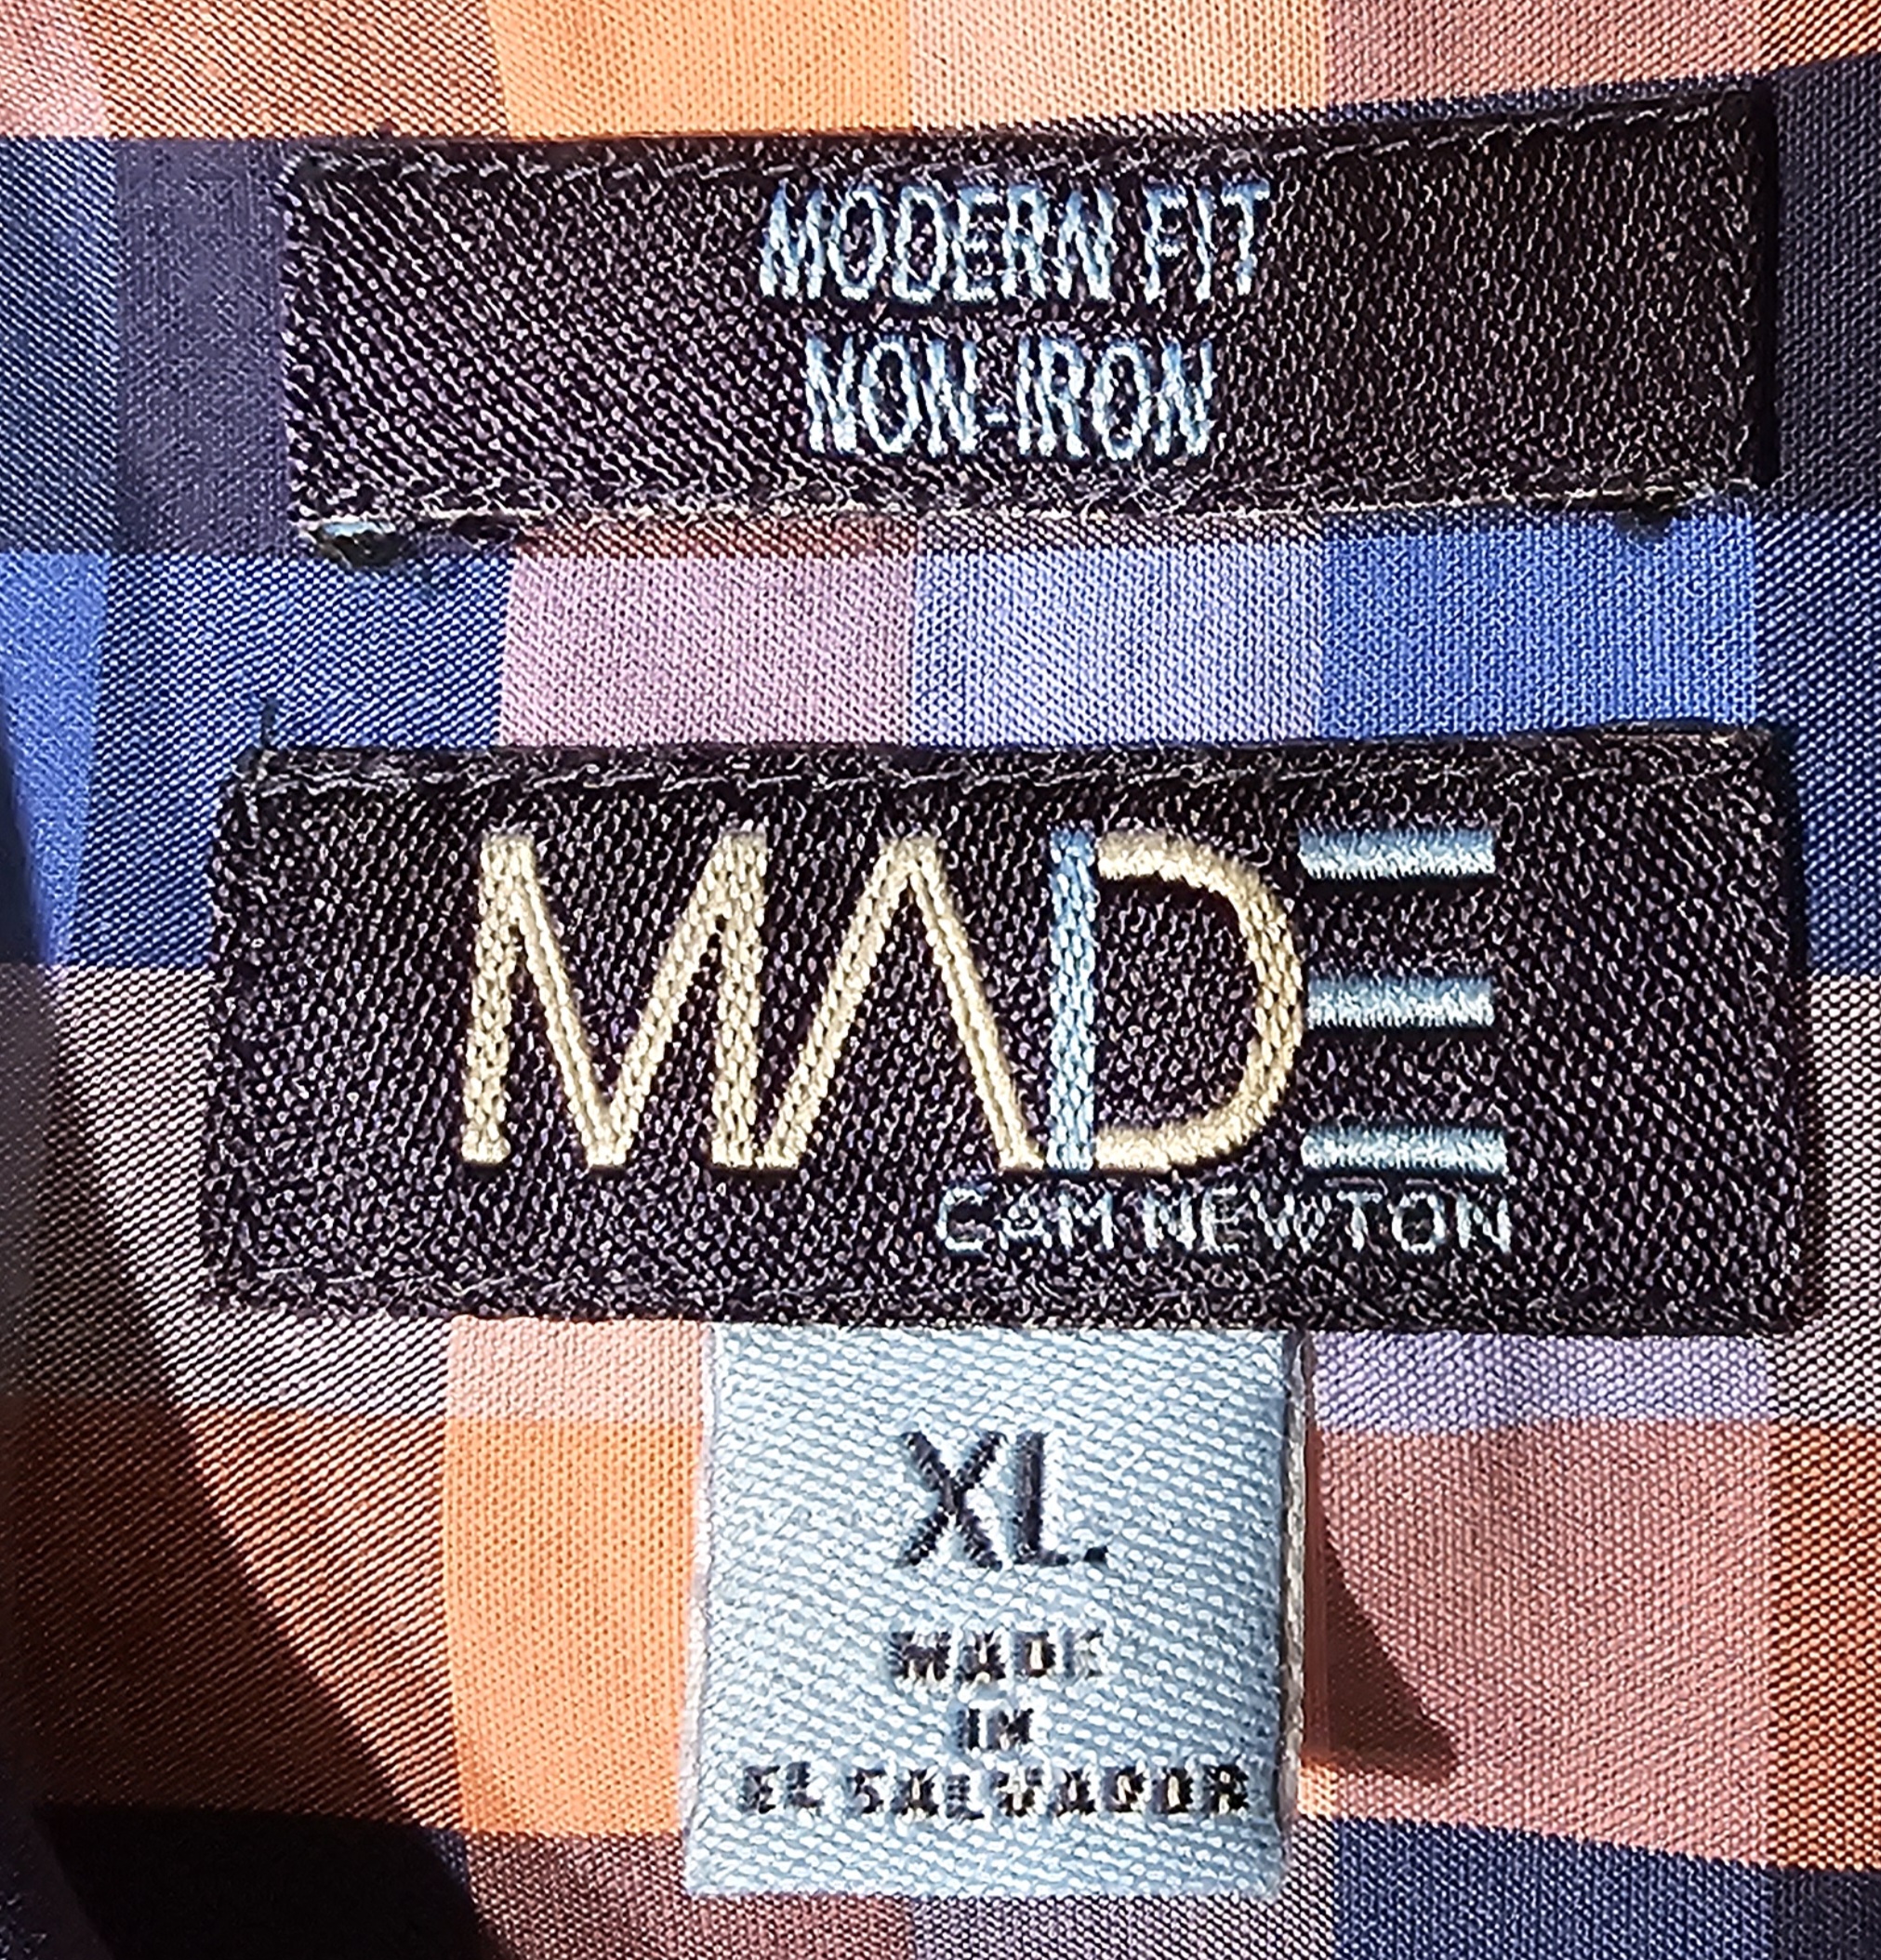 MODERN FIT
NON-IRON
MADE
CAM NEWTON
XL
MADE
IN
EL SALVADOR